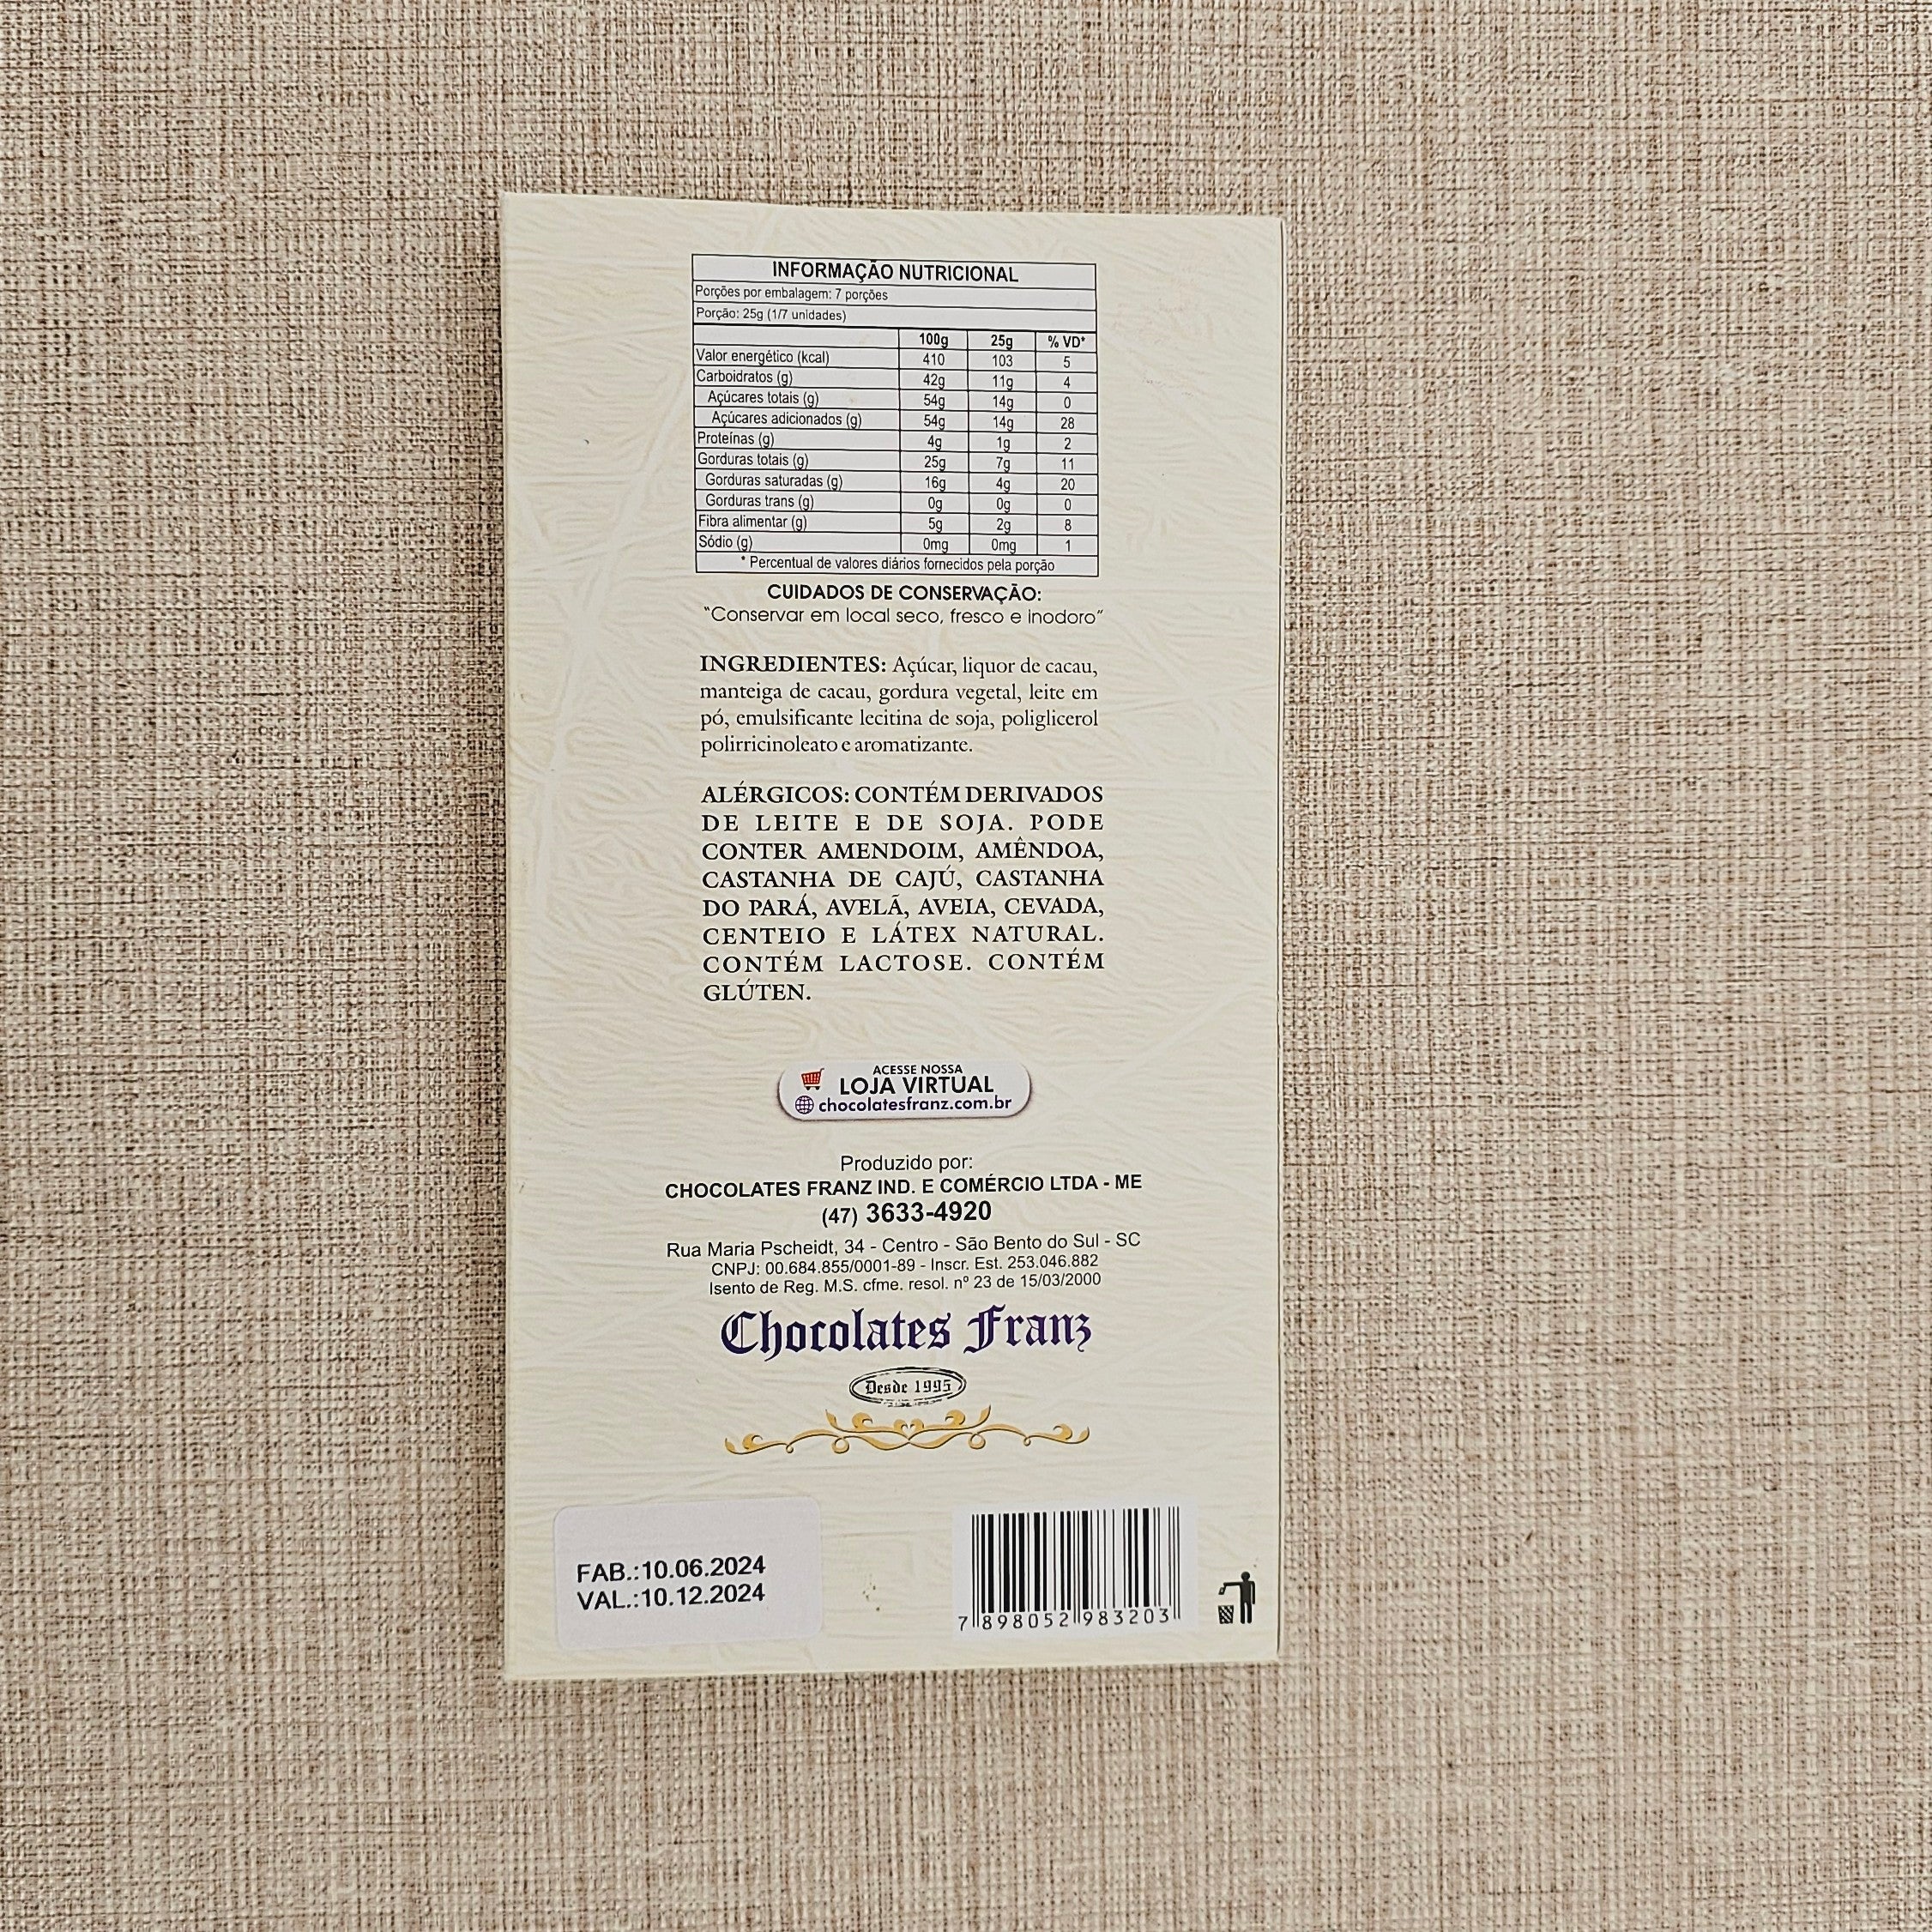 INFORMAÇÃO NUTRICIONAL
Porções por embalagem: 7 porções
Porção: 25g (1/7 unidades)
100g 25g % VD*
Valor energético (kcal) 410 103 5
Carboidratos (g) 42g 11g 4
Açúcares totais (g) 54g 14g 0
Açúcares adicionados (g) 54g 14g 28
Proteínas (g) 4g 1g 2
Gorduras totais (g) 25g 7g 11
Gorduras saturadas (g) 16g 4g 20
Gorduras trans (g) 0g 0g 0
Fibra alimentar (g) 5g 2g 8
Sódio (g) 0mg 0mg 1
* Percentual de valores diários fornecidos pela porção
CUIDADOS DE CONSERVAÇÃO:
"Conservar em local seco, fresco e inodoro"
INGREDIENTES: Açúcar, liquor de cacau,
manteiga de cacau, gordura vegetal, leite em
pó, emulsificante lecitina de soja, poliglicerol
polirricinoleato e aromatizante.
ALÉRGICOS: CONTÉM DERIVADOS
DE LEITE E DE SOJA. PODE
CONTER AMENDOIM, AMÊNDOA,
CASTANHA DE CAJÚ, CASTANHA
DO PARÁ, AVELÃ, AVEIA, CEVADA,
CENTEIO E LÁTEX NATURAL.
CONTÉM LACTOSE. CONTÉM
GLÚTEN.
ACESSE NOSSA
LOJA VIRTUAL
chocolatesfranz.com.br
Produzido por:
CHOCOLATES FRANZ IND. E COMÉRCIO LTDA - ME
(47) 3633-4920
Rua Maria Pscheidt, 34 - Centro - São Bento do Sul - SC
CNPJ: 00.684.855/0001-89 - Inscr. Est. 253.046.882
Isento de Reg. M.S. cfme. resol. nº 23 de 15/03/2000
Chocolates Franz
Desde 1995
FAB.:10.06.2024
VAL.:10.12.2024
7 898052 983203